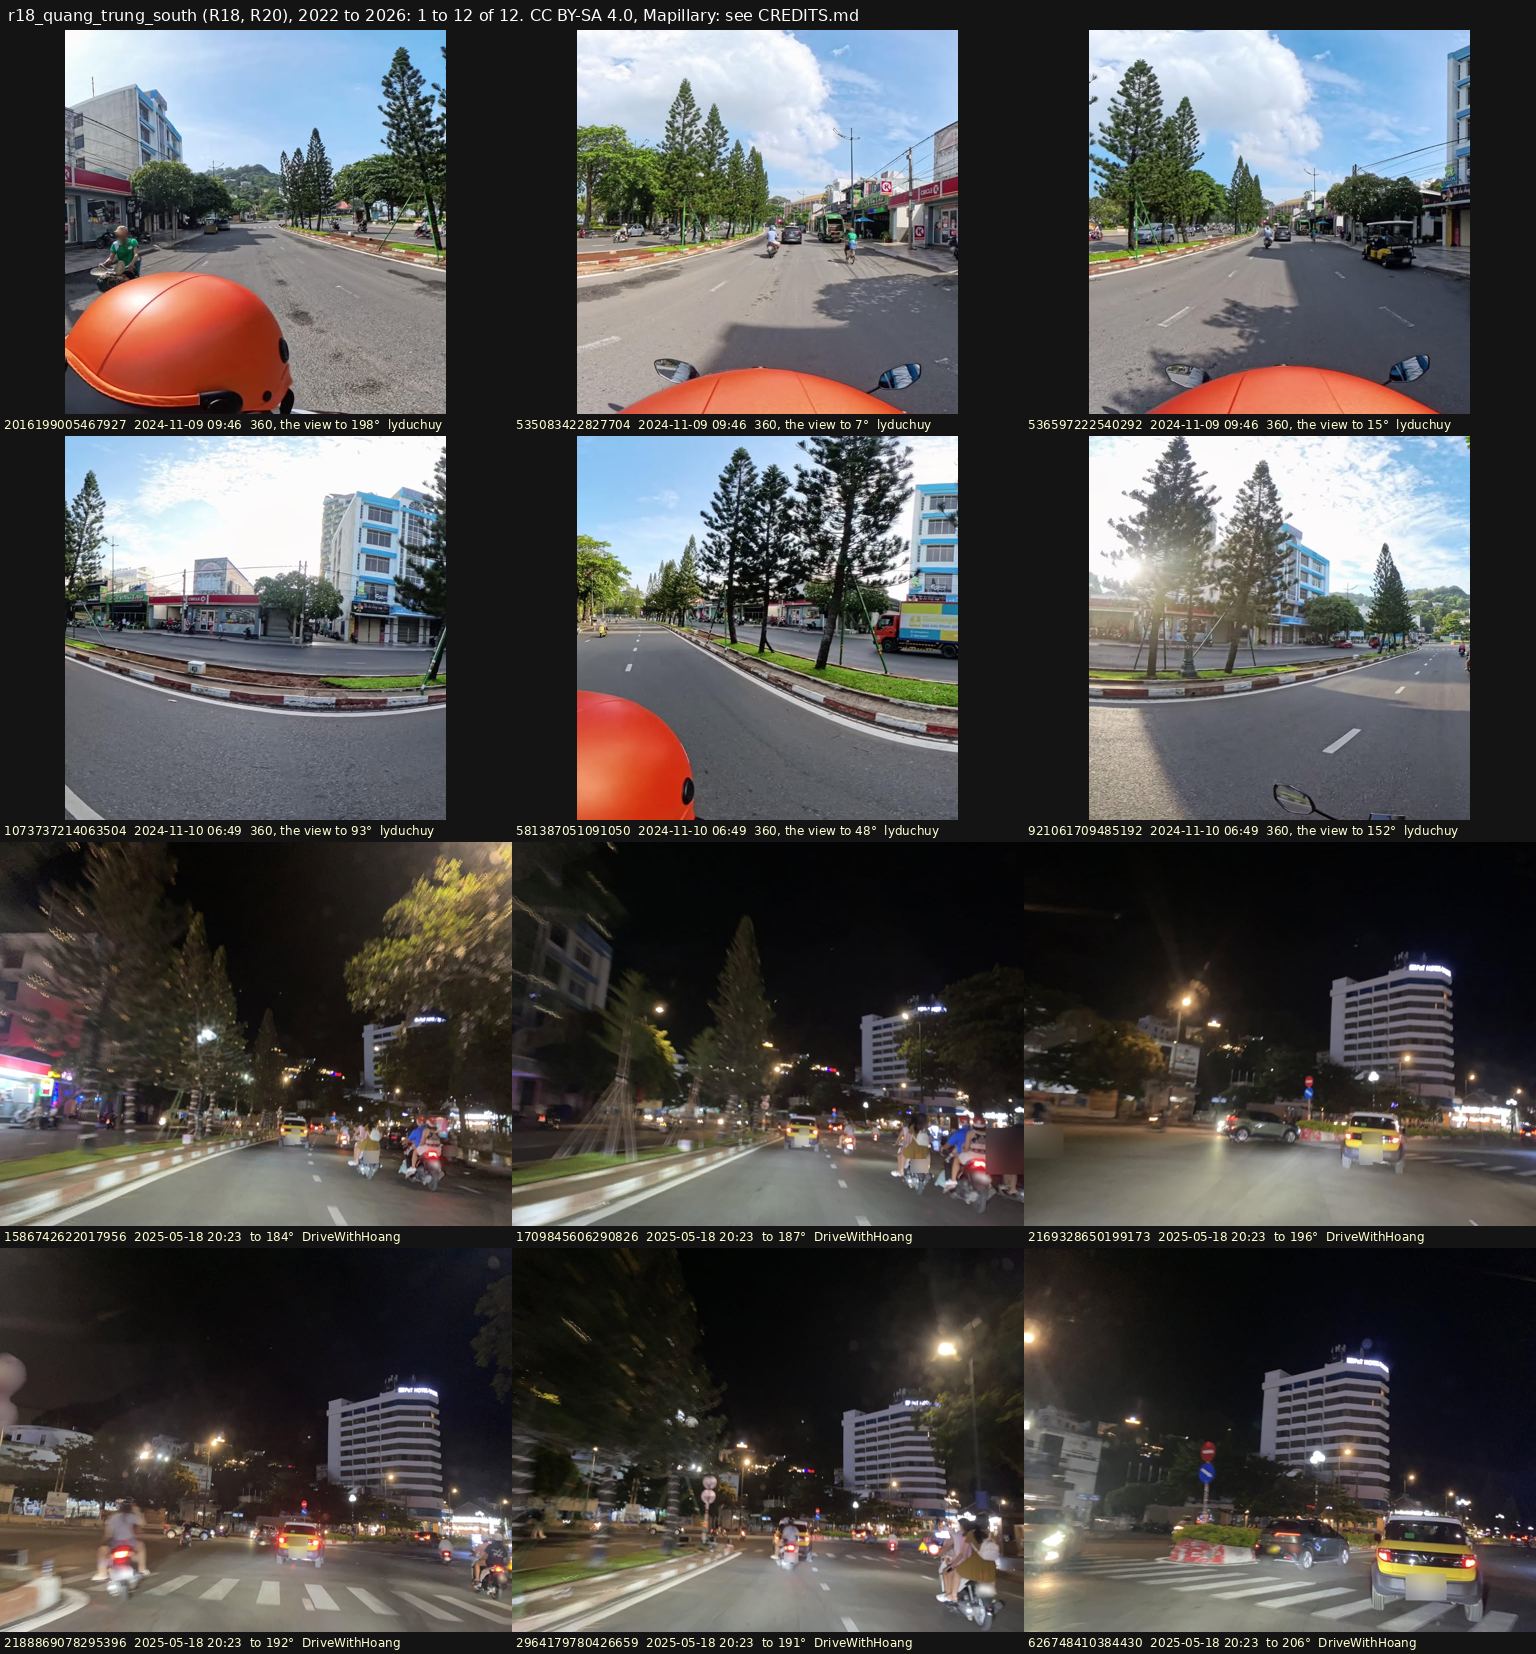 r18_quang_trung_south (R18, R20), 2022 to 2026: 1 to 12 of 12. CC BY-SA 4.0, Mapillary: see CREDITS.md
CIRCLE K
2016199005467927 2024-11-09 09:46 360, the view to 198° lyduchuy
535083422827704 2024-11-09 09:46 360, the view to 7° lyduchuy
536597222540292 2024-11-09 09:46 360, the view to 15° lyduchuy
1073737214063504 2024-11-10 06:49 360, the view to 93° lyduchuy
581387051091050 2024-11-10 06:49 360, the view to 48° lyduchuy
921061709485192 2024-11-10 06:49 360, the view to 152° lyduchuy
1586742622017956 2025-05-18 20:23 to 184° DriveWithHoang
1709845606290826 2025-05-18 20:23 to 187° DriveWithHoang
2169328650199173 2025-05-18 20:23 to 196° DriveWithHoang
2188869078295396 2025-05-18 20:23 to 192° DriveWithHoang
2964179780426659 2025-05-18 20:23 to 191° DriveWithHoang
626748410384430 2025-05-18 20:23 to 206° DriveWithHoang